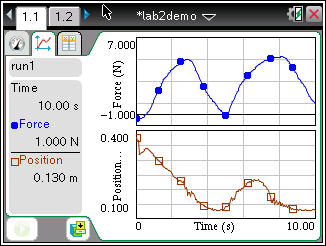 1.1 1.2 *lab2demo
run1
Time
10.00 s
Force
1.000 N
Position
0.130 m
7.000
Force (N)
-1.000
0.400
Position...
0.100
0 Time (s) 10.00